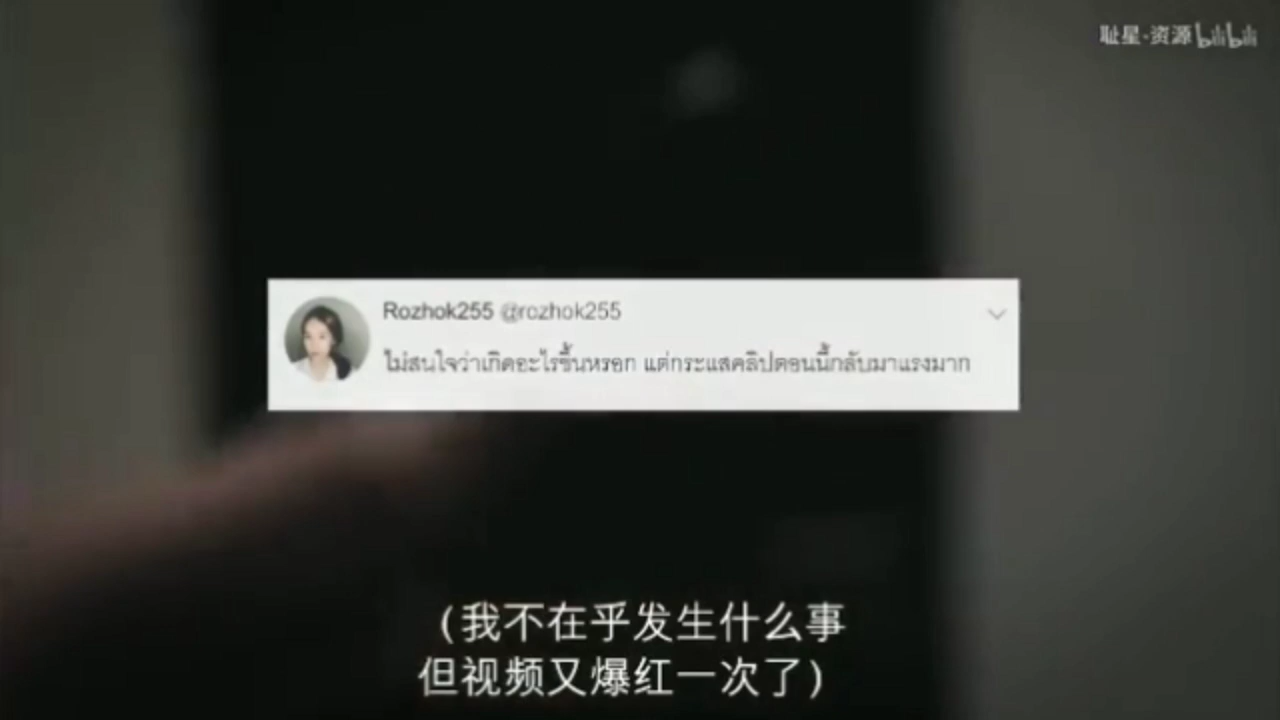 耻星·资源 bilibili
Rozhok255 @rozhok255
ไม่สนใจว่าเกิดอะไรขึ้นหรอก แต่กระแสคลิปตอนนี้กลับมาแรงมาก
（我不在乎发生什么事
但视频又爆红一次了）